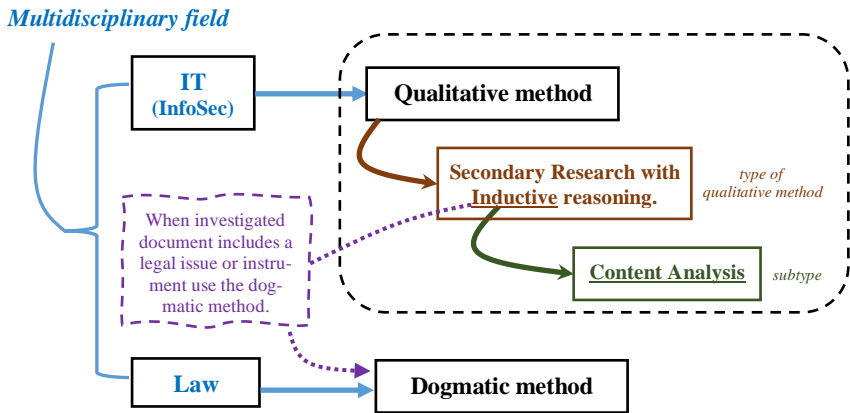 Multidisciplinary field
IT
(InfoSec)
Qualitative method
Secondary Research with
Inductive reasoning.
type of
qualitative method
When investigated
document includes a
legal issue or instru-
ment use the dog-
matic method.
Content Analysis
subtype
Law
Dogmatic method